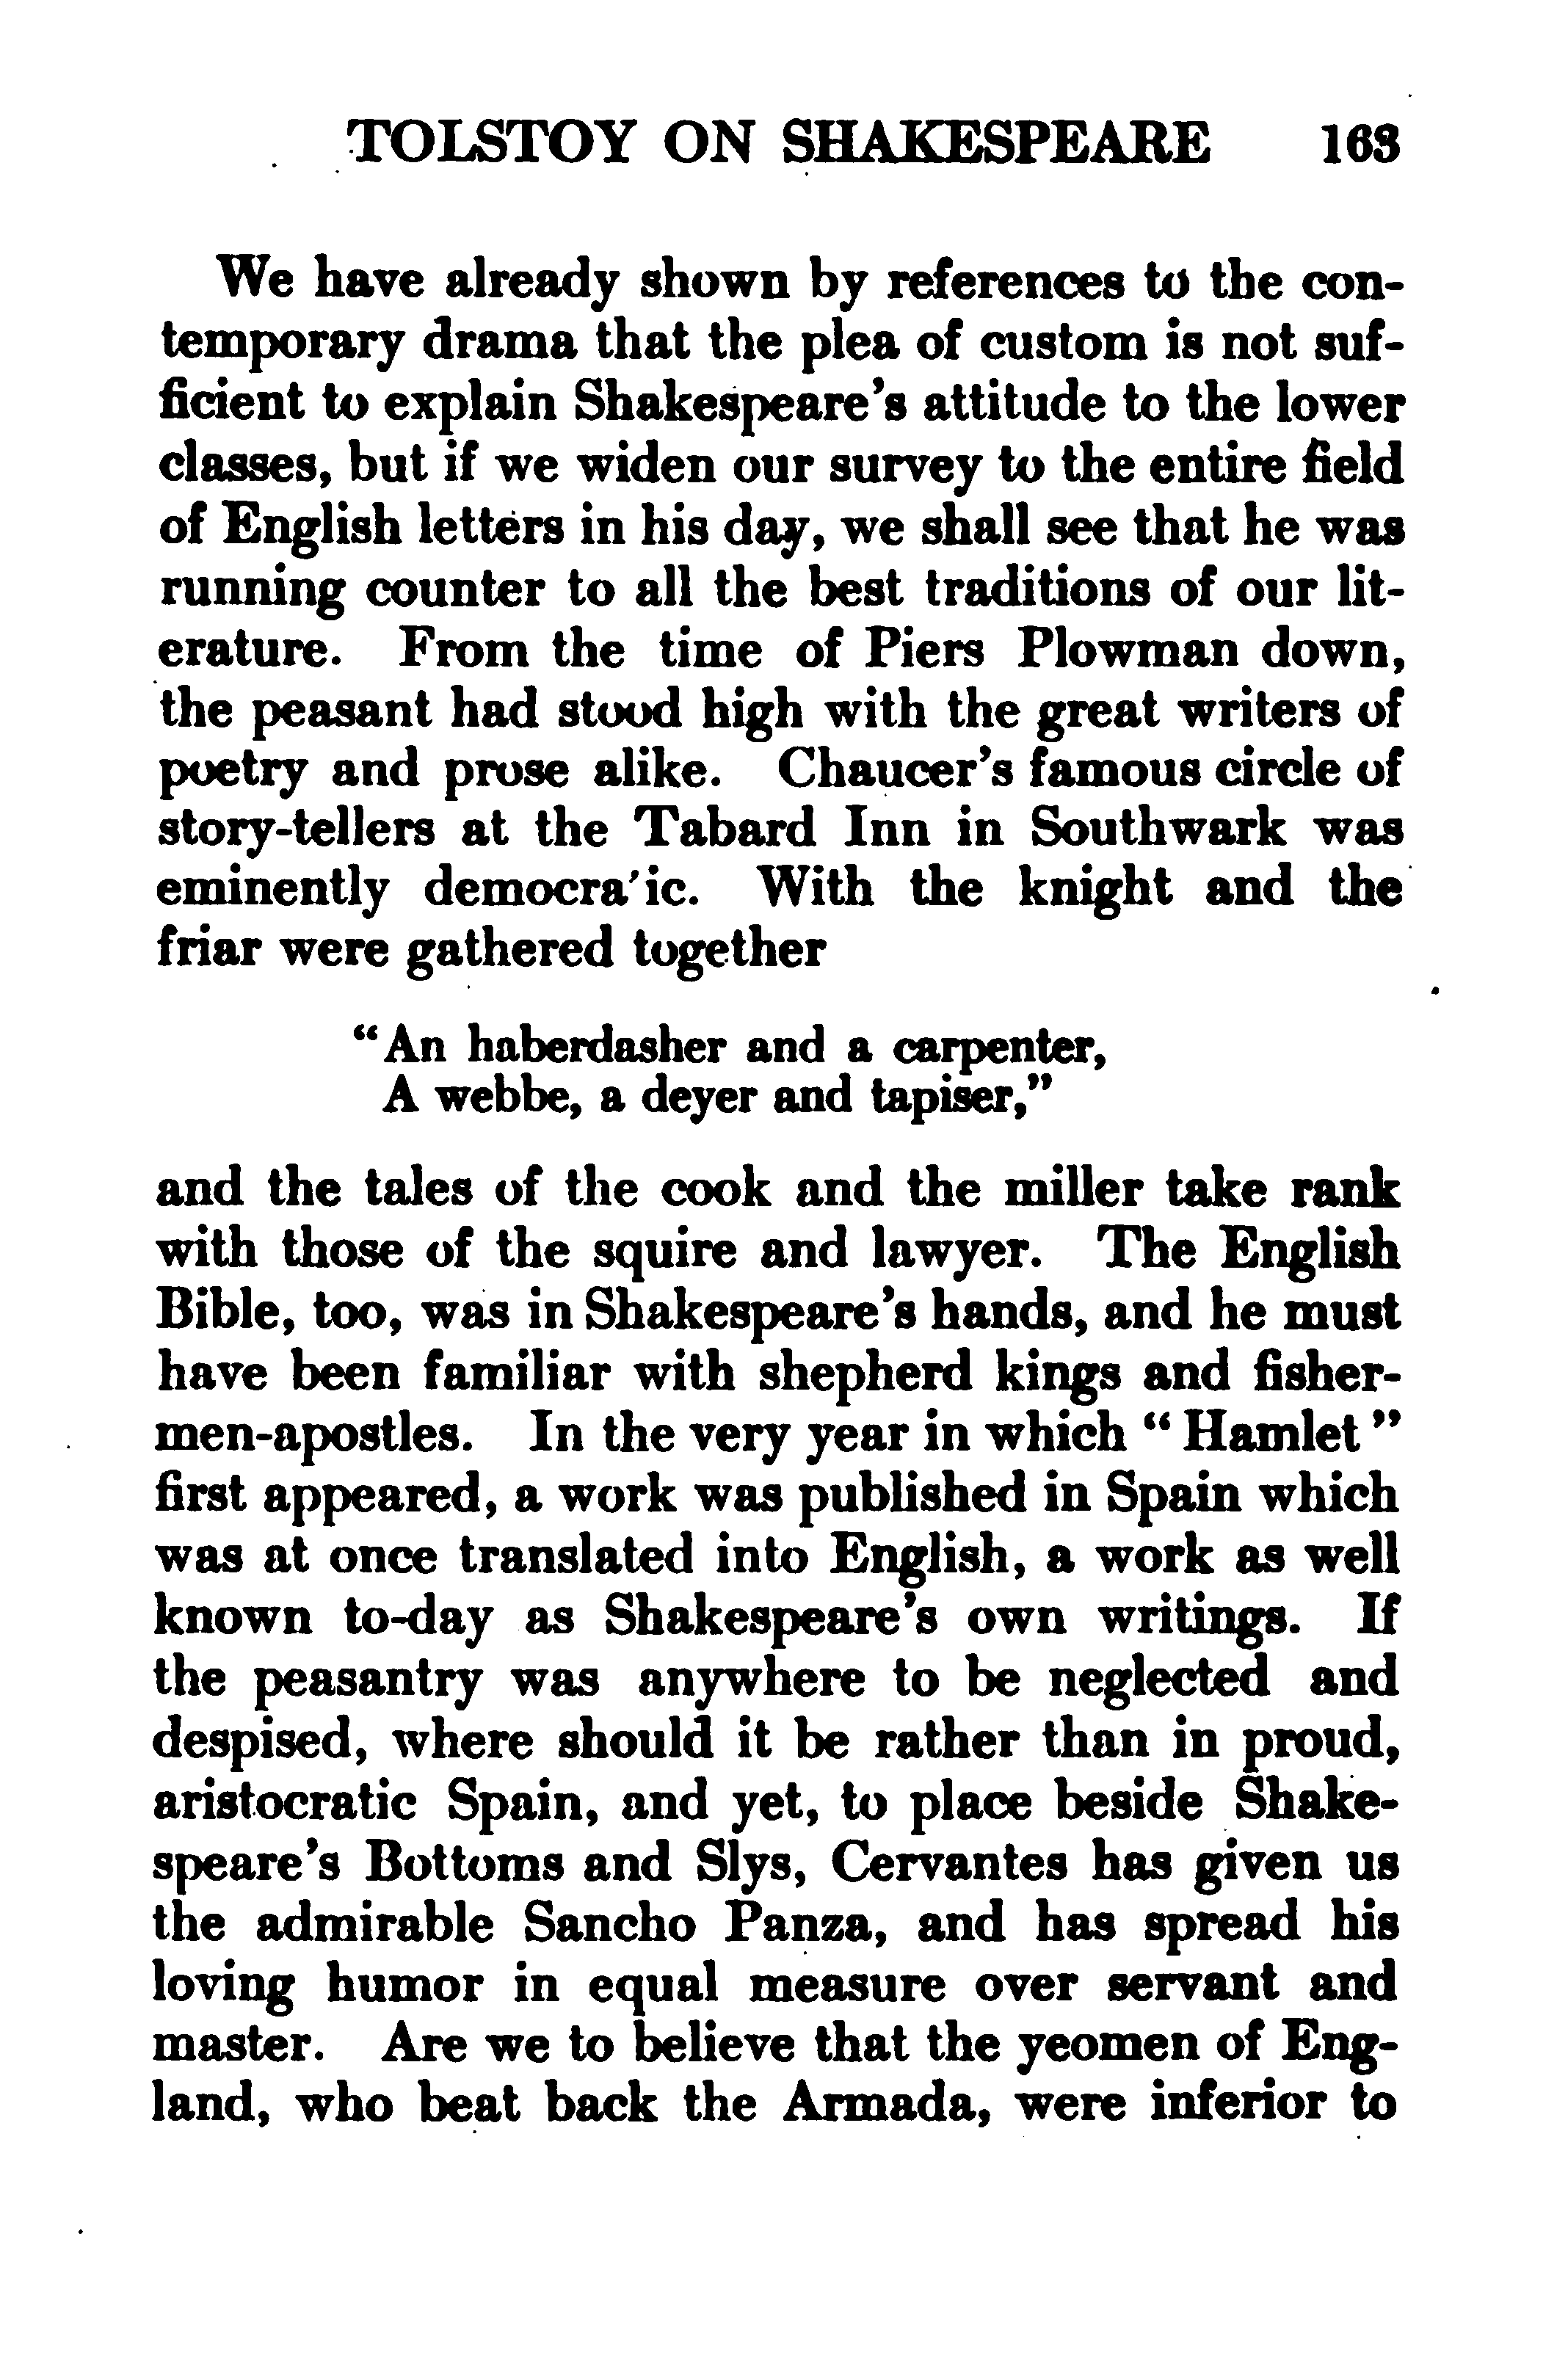 TOLSTOY ON SHAKESPEARE 163
We have already shown by references to the con-
temporary drama that the plea of custom is not suf-
ficient to explain Shakespeare's attitude to the lower
classes, but if we widen our survey to the entire field
of English letters in his day, we shall see that he was
running counter to all the best traditions of our lit-
erature. From the time of Piers Plowman down,
the peasant had stood high with the great writers of
poetry and prose alike. Chaucer's famous circle of
story-tellers at the Tabard Inn in Southwark was
eminently democra'ic. With the knight and the
friar were gathered together
"An haberdasher and a carpenter,
A webbe, a deyer and tapiser,"
and the tales of the cook and the miller take rank
with those of the squire and lawyer. The English
Bible, too, was in Shakespeare's hands, and he must
have been familiar with shepherd kings and fisher-
men-apostles. In the very year in which "Hamlet"
first appeared, a work was published in Spain which
was at once translated into English, a work as well
known to-day as Shakespeare's own writings. If
the peasantry was anywhere to be neglected and
despised, where should it be rather than in proud,
aristocratic Spain, and yet, to place beside Shake-
speare's Bottoms and Slys, Cervantes has given us
the admirable Sancho Panza, and has spread his
loving humor in equal measure over servant and
master. Are we to believe that the yeomen of Eng-
land, who beat back the Armada, were inferior to